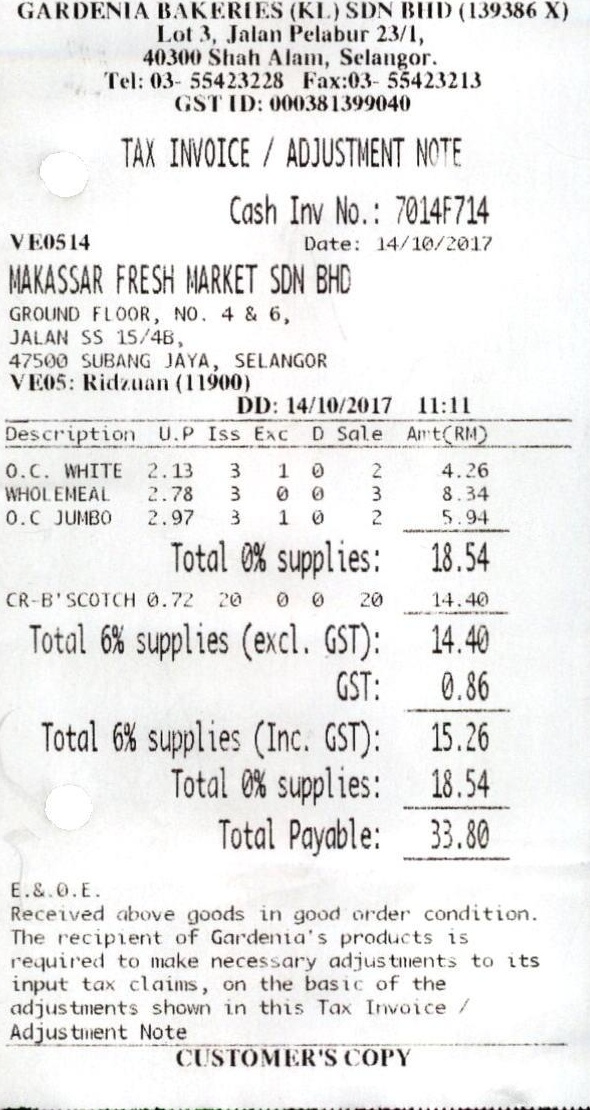 GARDENIA BAKERIES (KL) SDN BHD (139386 X)
Lot 3, Jalan Pelabur 23/1,
40300 Shah Alam, Selangor.
Tel: 03- 55423228 Fax:03- 55423213
GST ID: 000381399040
TAX INVOICE / ADJUSTMENT NOTE
Cash Inv No.: 7014F714
VE0514 Date: 14/10/2017
MAKASSAR FRESH MARKET SDN BHD
GROUND FLOOR, NO. 4 & 6,
JALAN SS 15/4B,
47500 SUBANG JAYA, SELANGOR
VE05: Ridzuan (11900)
DD: 14/10/2017 11:11
Description U.P Iss Exc D Sale Amt(RM)
O.C. WHITE 2.13 3 1 0 2 4.26
WHOLEMEAL 2.78 3 0 0 3 8.34
O.C JUMBO 2.97 3 1 0 2 5.94
Total 0% supplies: 18.54
CR-B'SCOTCH 0.72 20 0 0 20 14.40
Total 6% supplies (excl. GST): 14.40
GST: 0.86
Total 6% supplies (Inc. GST): 15.26
Total 0% supplies: 18.54
Total Payable: 33.80
E.&.O.E.
Received above goods in good order condition.
The recipient of Gardenia's products is
required to make necessary adjustments to its
input tax claims, on the basic of the
adjustments shown in this Tax Invoice /
Adjustment Note
CUSTOMER'S COPY